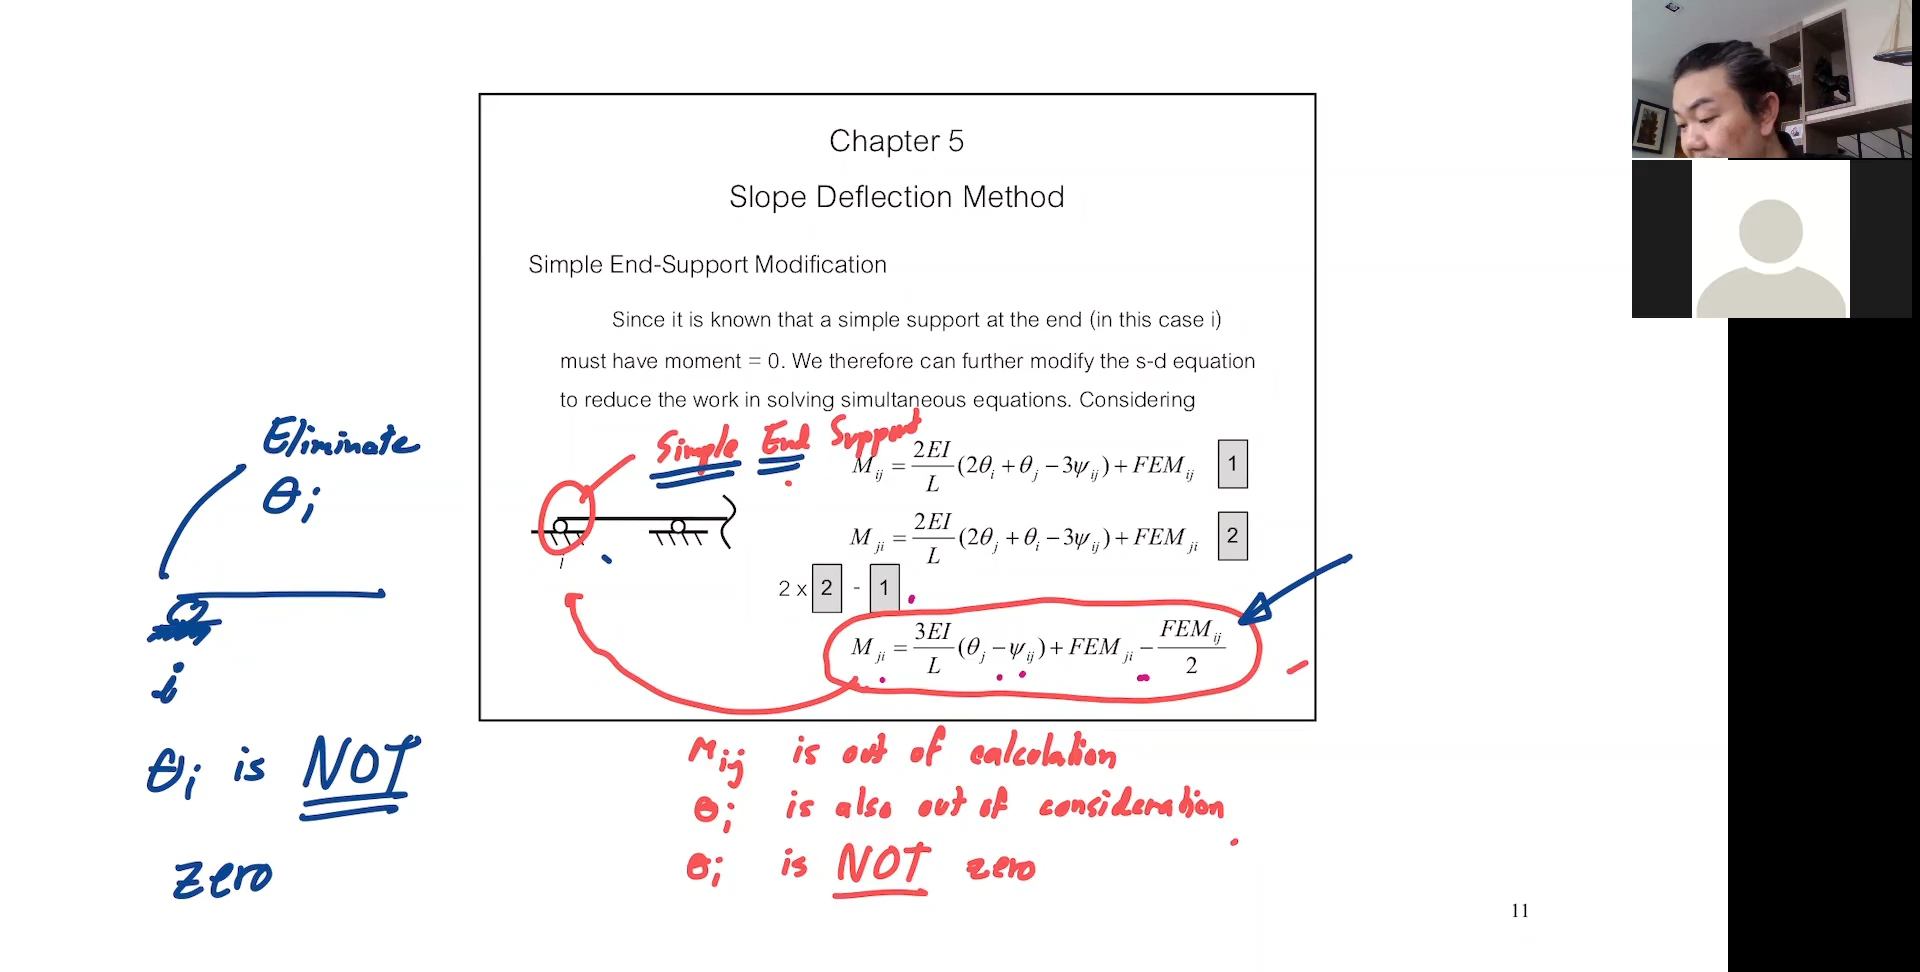 Chapter 5
Slope Deflection Method
Simple End-Support Modification
Since it is known that a simple support at the end (in this case i)
must have moment = 0. We therefore can further modify the s-d equation
to reduce the work in solving simultaneous equations. Considering
Simple End Support
M_ij = 2EI/L (2θ_i + θ_j − 3ψ_ij) + FEM_ij 1
M_ji = 2EI/L (2θ_j + θ_i − 3ψ_ij) + FEM_ji 2
i
2 x 2 - 1
M_ji = 3EI/L (θ_j − ψ_ij) + FEM_ji − FEM_ij/2
Eliminate
θ_i
i
θ_i is NOT
zero
M_ij is out of calculation
θ_i is also out of consideration
θ_i is NOT zero
11